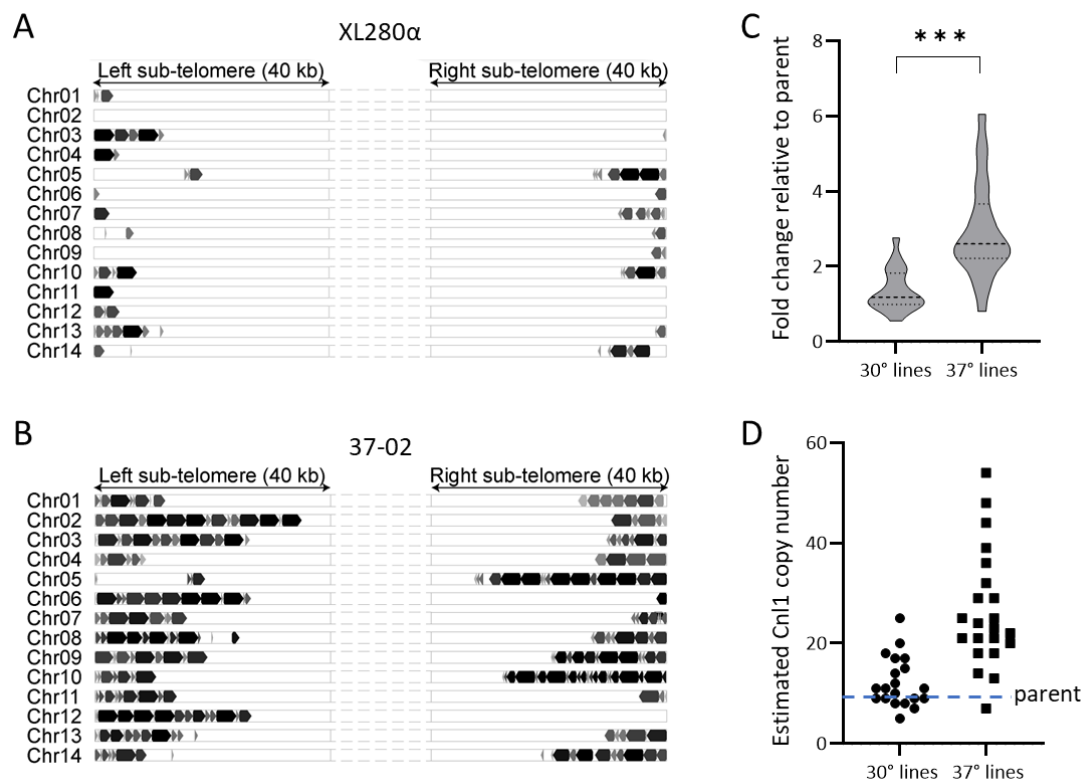 A
XL280α
Left sub-telomere (40 kb)
Right sub-telomere (40 kb)
Chr01
Chr02
Chr03
Chr04
Chr05
Chr06
Chr07
Chr08
Chr09
Chr10
Chr11
Chr12
Chr13
Chr14
B
37-02
Left sub-telomere (40 kb)
Right sub-telomere (40 kb)
Chr01
Chr02
Chr03
Chr04
Chr05
Chr06
Chr07
Chr08
Chr09
Chr10
Chr11
Chr12
Chr13
Chr14
C
Fold change relative to parent
8
6
4
2
0
***
30° lines
37° lines
D
Estimated Cnl1 copy number
60
40
20
0
parent
30° lines
37° lines